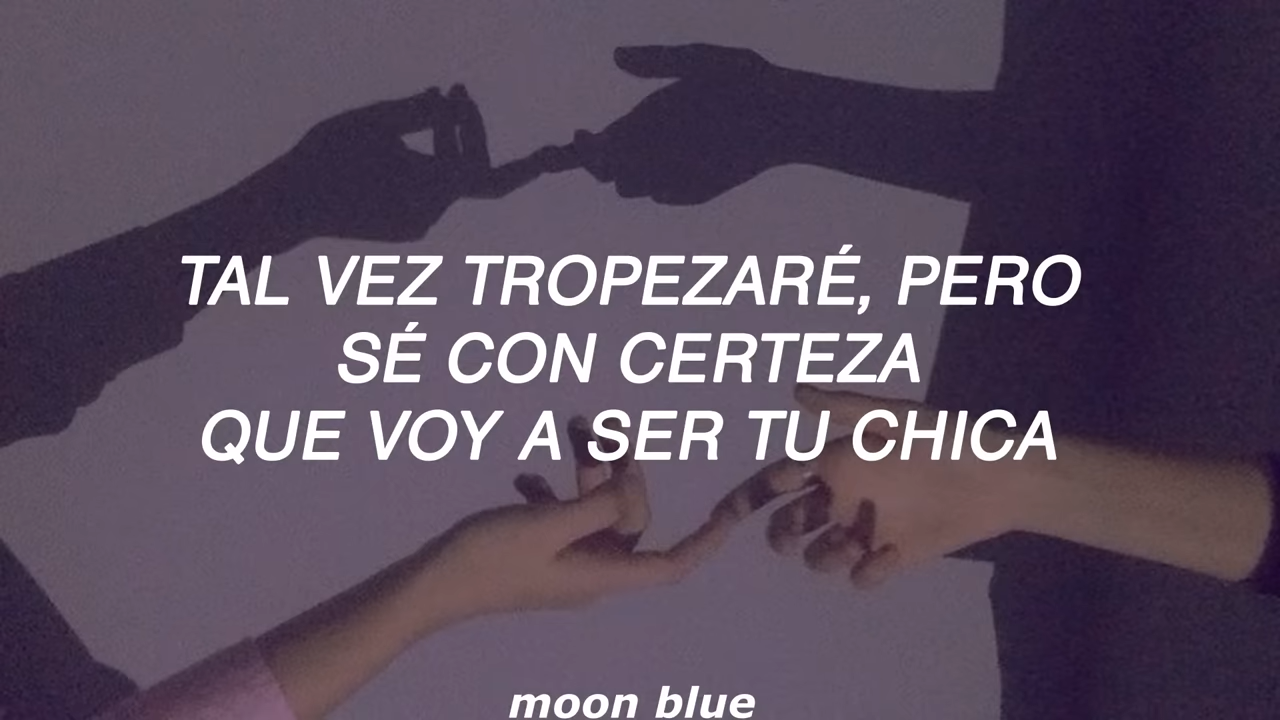 TAL VEZ TROPEZARÉ, PERO
SÉ CON CERTEZA
QUE VOY A SER TU CHICA
moon blue